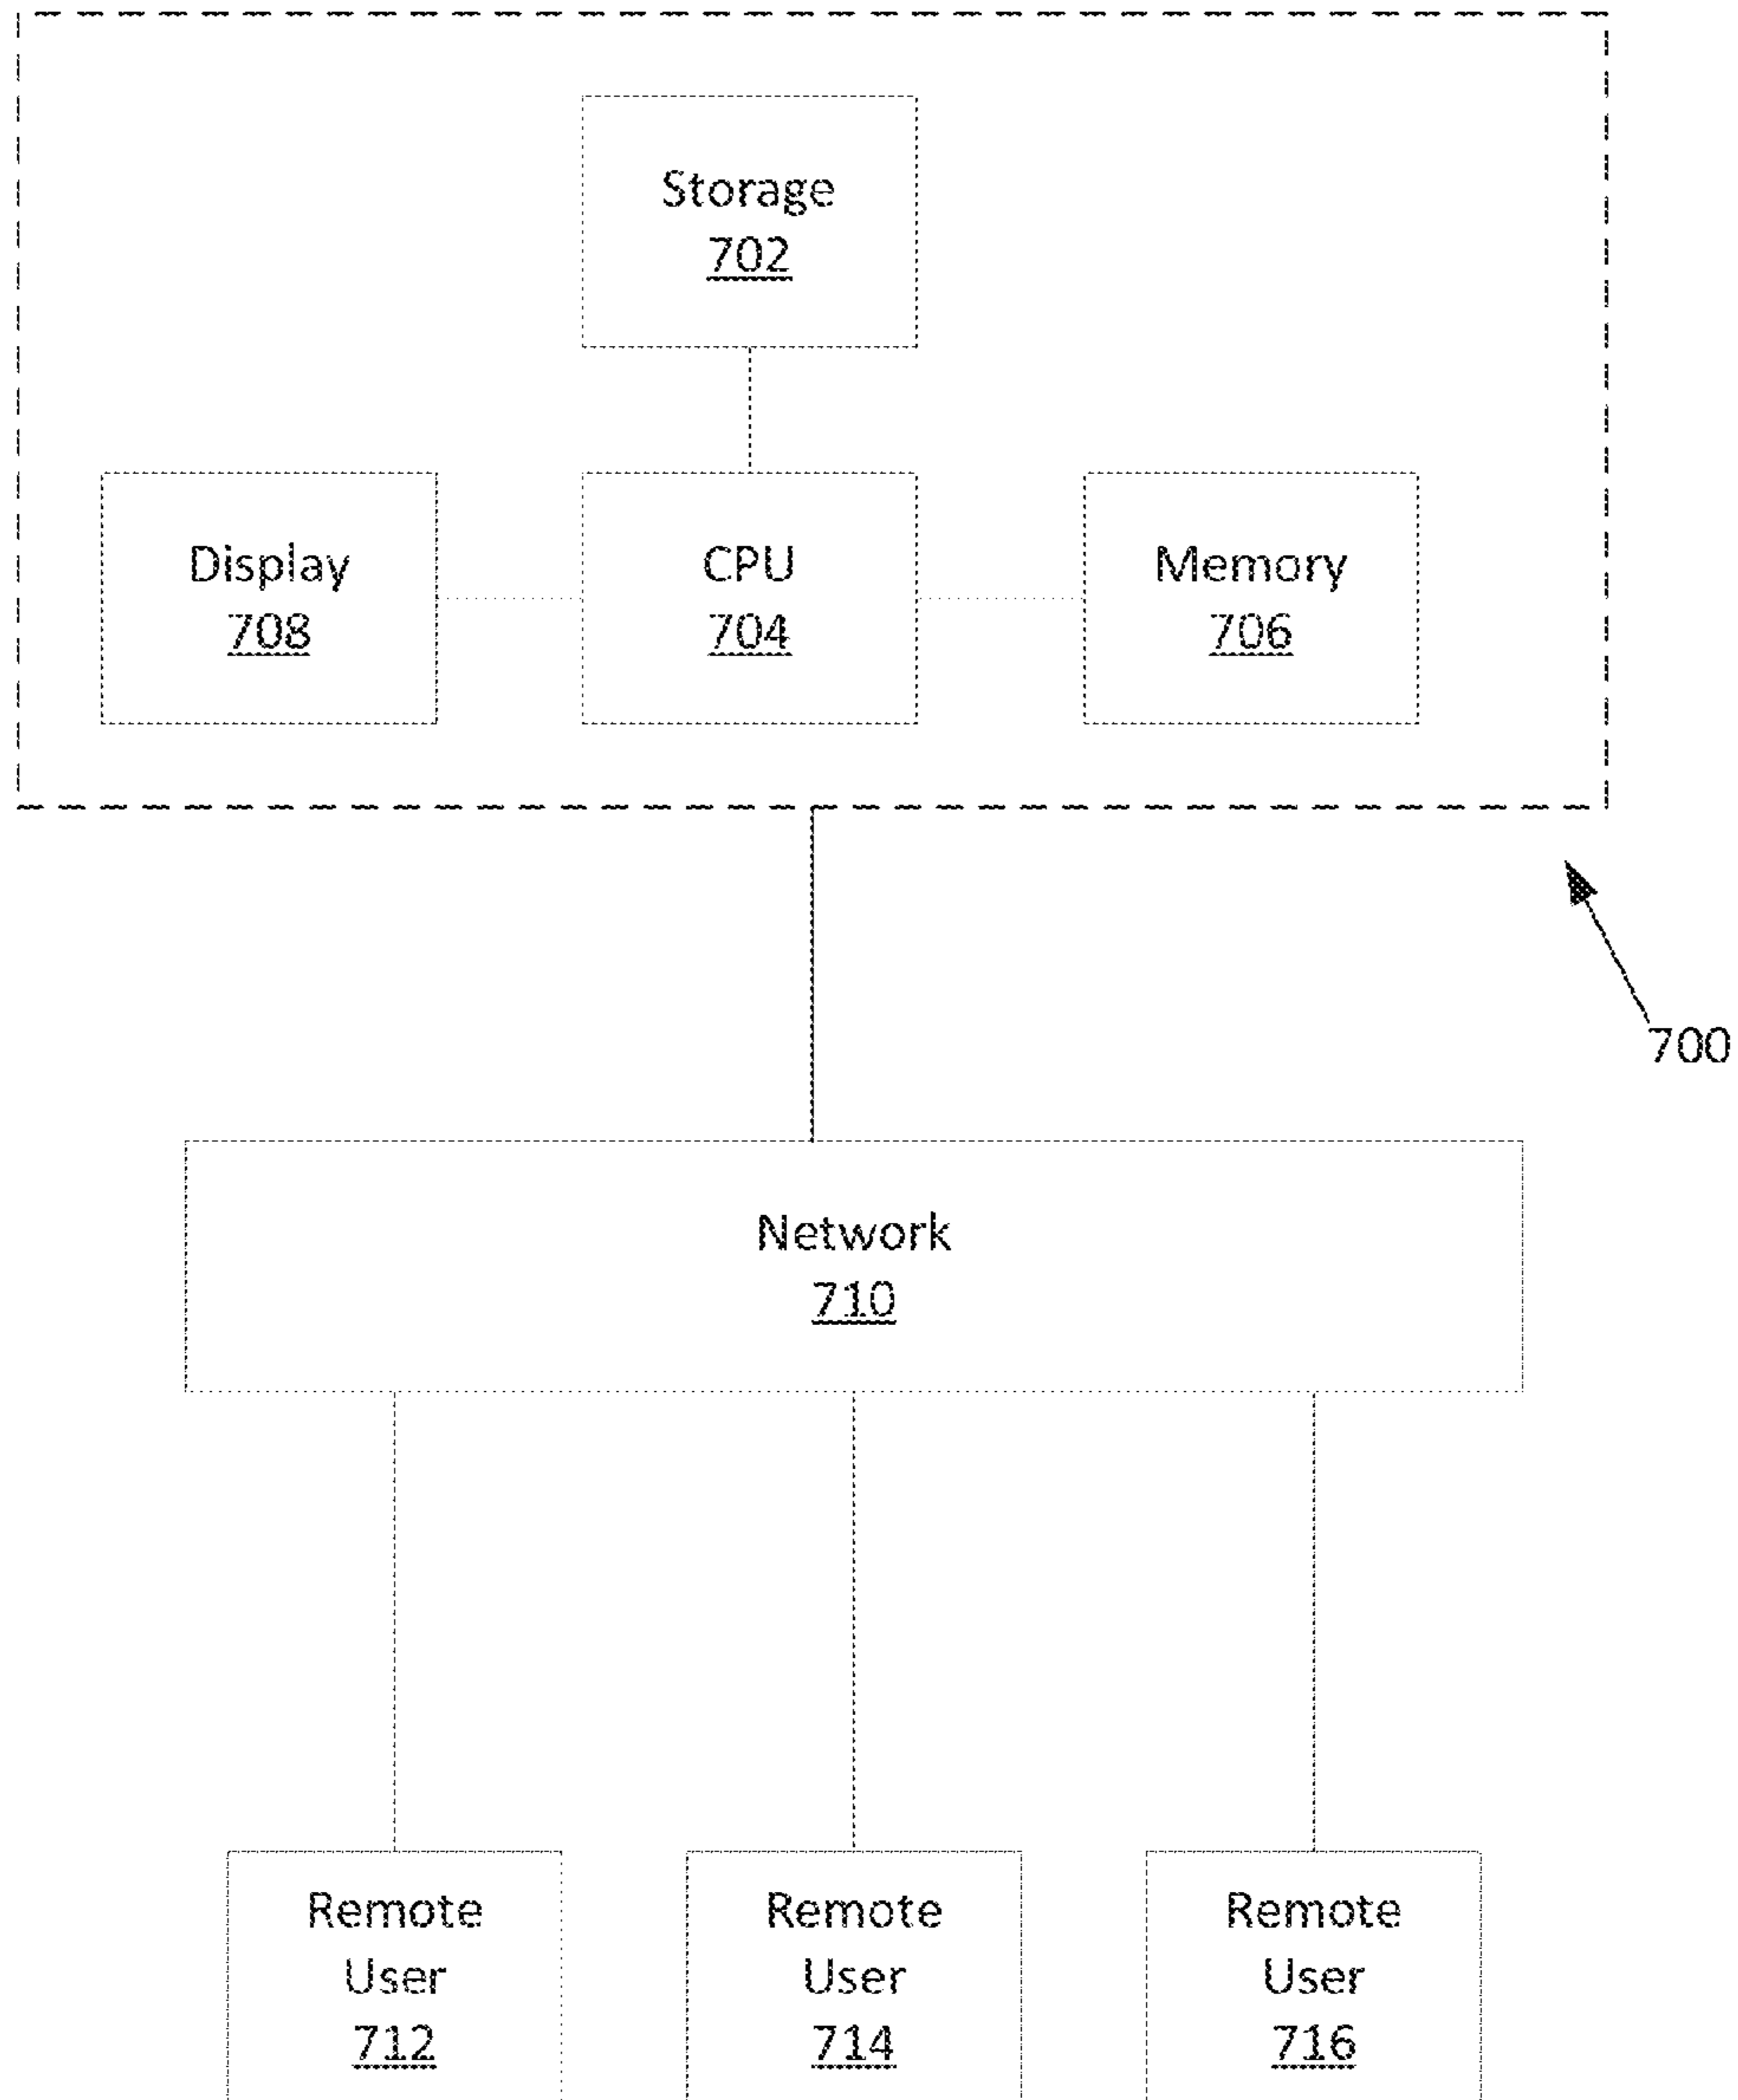 Storage
702
Display
708
CPU
704
Memory
706
700
Network
710
Remote
User
712
Remote
User
714
Remote
User
716